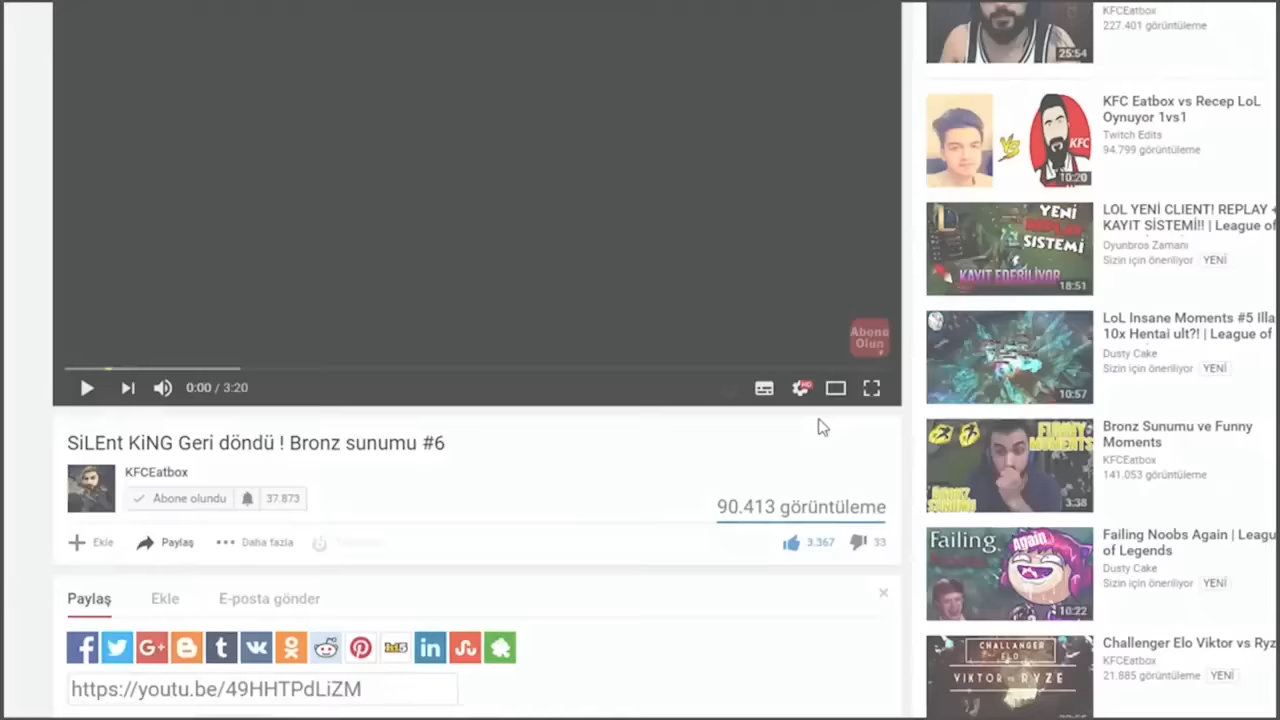 Abone
Olun
0:00 / 3:20
SiLEnt KiNG Geri döndü ! Bronz sunumu #6
KFCEatbox
Abone olundu
37.873
90.413 görüntüleme
Ekle
Paylaş
Daha fazla
3.367
33
Paylaş
Ekle
E-posta gönder
https://youtu.be/49HHTPdLiZM
25:54
KFCEatbox
227.401 görüntüleme
VS
KFC
10:20
KFC Eatbox vs Recep LoL
Oynuyor 1vs1
Twitch Edits
94.799 görüntüleme
YENİ
SİSTEMİ
KAYIT EDEBİLİYOR
18:51
LOL YENİ CLIENT! REPLAY +
KAYIT SİSTEMİ!! | League of
Oyunbros Zamanı
Sizin için öneriliyor YENİ
10:57
LoL Insane Moments #5 Illa
10x Hentai ult?! | League of
Dusty Cake
Sizin için öneriliyor YENİ
FUNNY
MOMENTS
BRONZ
SUNUMU
3:38
Bronz Sunumu ve Funny
Moments
KFCEatbox
141.053 görüntüleme
Failing
Again
10:22
Failing Noobs Again | Leagu
of Legends
Dusty Cake
Sizin için öneriliyor YENİ
CHALLANGER
ELO
VIKTOR vs RYZE
Challenger Elo Viktor vs Ryz
KFCEatbox
21.885 görüntüleme YENİ